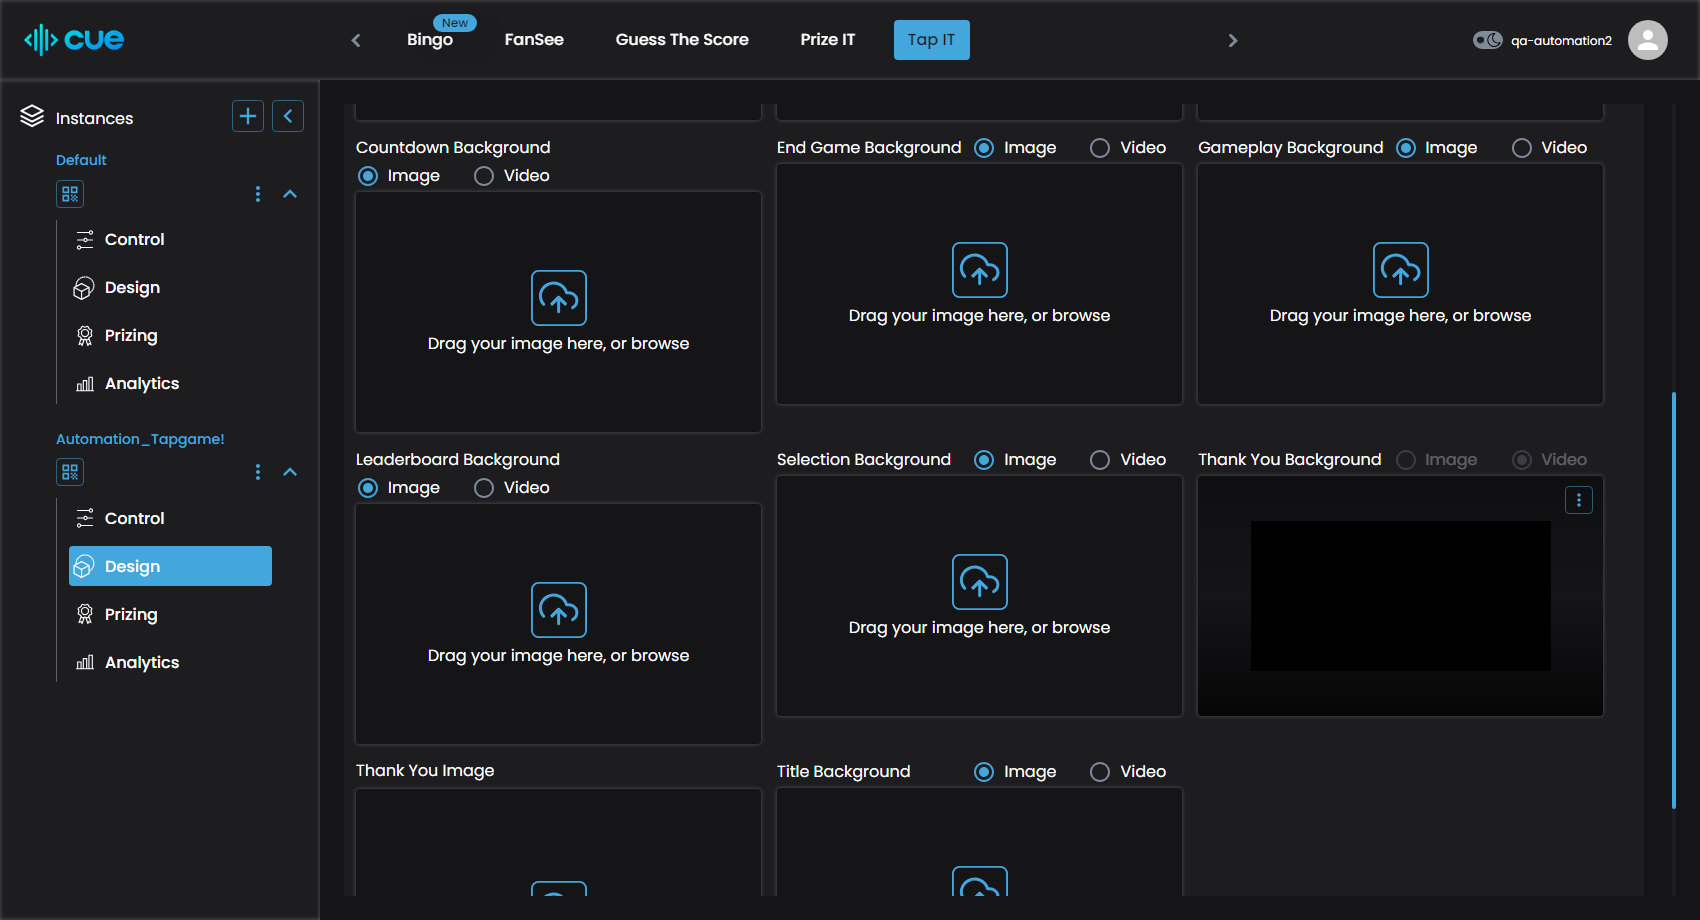 cue
New
Bingo
FanSee
Guess The Score
Prize IT
Tap IT
qa-automation2
Instances
Default
Control
Design
Prizing
Analytics
Automation_Tapgame!
Control
Design
Prizing
Analytics
Countdown Background
Image Video
Drag your image here, or browse
End Game Background Image Video
Drag your image here, or browse
Gameplay Background Image Video
Drag your image here, or browse
Leaderboard Background
Image Video
Drag your image here, or browse
Selection Background Image Video
Drag your image here, or browse
Thank You Background Image Video
Thank You Image
Title Background Image Video